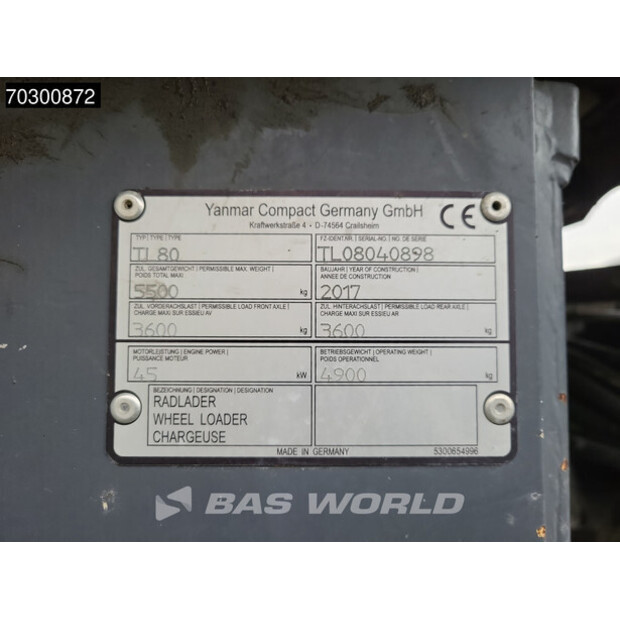 70300872
Yanmar Compact Germany GmbH
CE
Kraftwerkstraße 4 • D-74564 Crailsheim
TYP | TYPE | TYPE
TL80
FZ-IDENTNR. | SERIAL-NO. | NO. DE SERIE
TL08040898
ZUL. GESAMTGEWICHT | PERMISSIBLE MAX. WEIGHT |
POIDS TOTAL MAXI
5500 kg
BAUJAHR | YEAR OF CONSTRUCTION |
ANNEE DE CONSTRUCTION
2017
ZUL. VORDERACHSLAST | PERMISSIBLE LOAD FRONT AXLE |
CHARGE MAXI SUR ESSIEU AV
3600 kg
ZUL. HINTERACHSLAST | PERMISSIBLE LOAD REAR AXLE |
CHARGE MAXI SUR ESSIEU AR
3600 kg
MOTORLEISTUNG | ENGINE POWER |
PUISSANCE MOTEUR
45 kW
BETRIEBSGEWICHT | OPERATING WEIGHT |
POIDS OPERATIONNEL
4900 kg
BEZEICHNUNG | DESIGNATION | DESIGNATION
RADLADER
WHEEL LOADER
CHARGEUSE
MADE IN GERMANY
5300654996
BAS WORLD